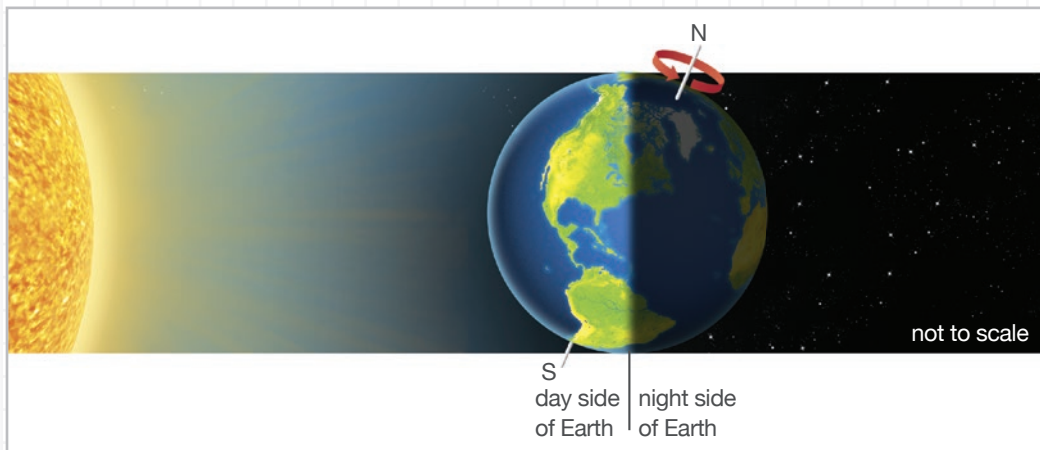 N
not to scale
S
day side
of Earth
night side
of Earth